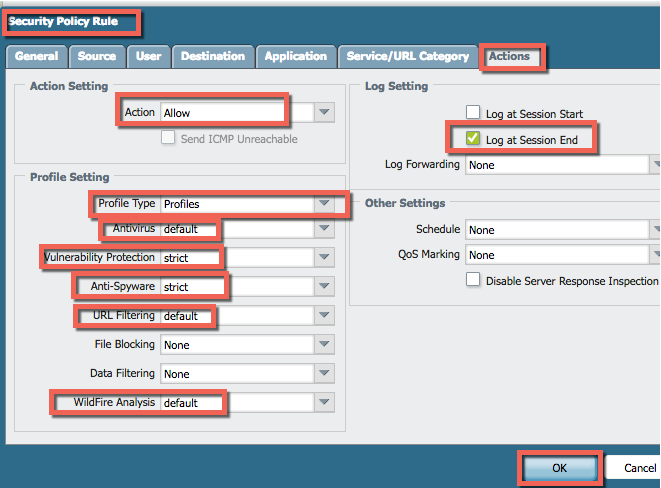 Security Policy Rule
General Source User Destination Application Service/URL Category Actions
Action Setting
Action Allow
Send ICMP Unreachable
Profile Setting
Profile Type Profiles
Antivirus default
Vulnerability Protection strict
Anti-Spyware strict
URL Filtering default
File Blocking None
Data Filtering None
WildFire Analysis default
Log Setting
Log at Session Start
Log at Session End
Log Forwarding None
Other Settings
Schedule None
QoS Marking None
Disable Server Response Inspection
OK Cancel